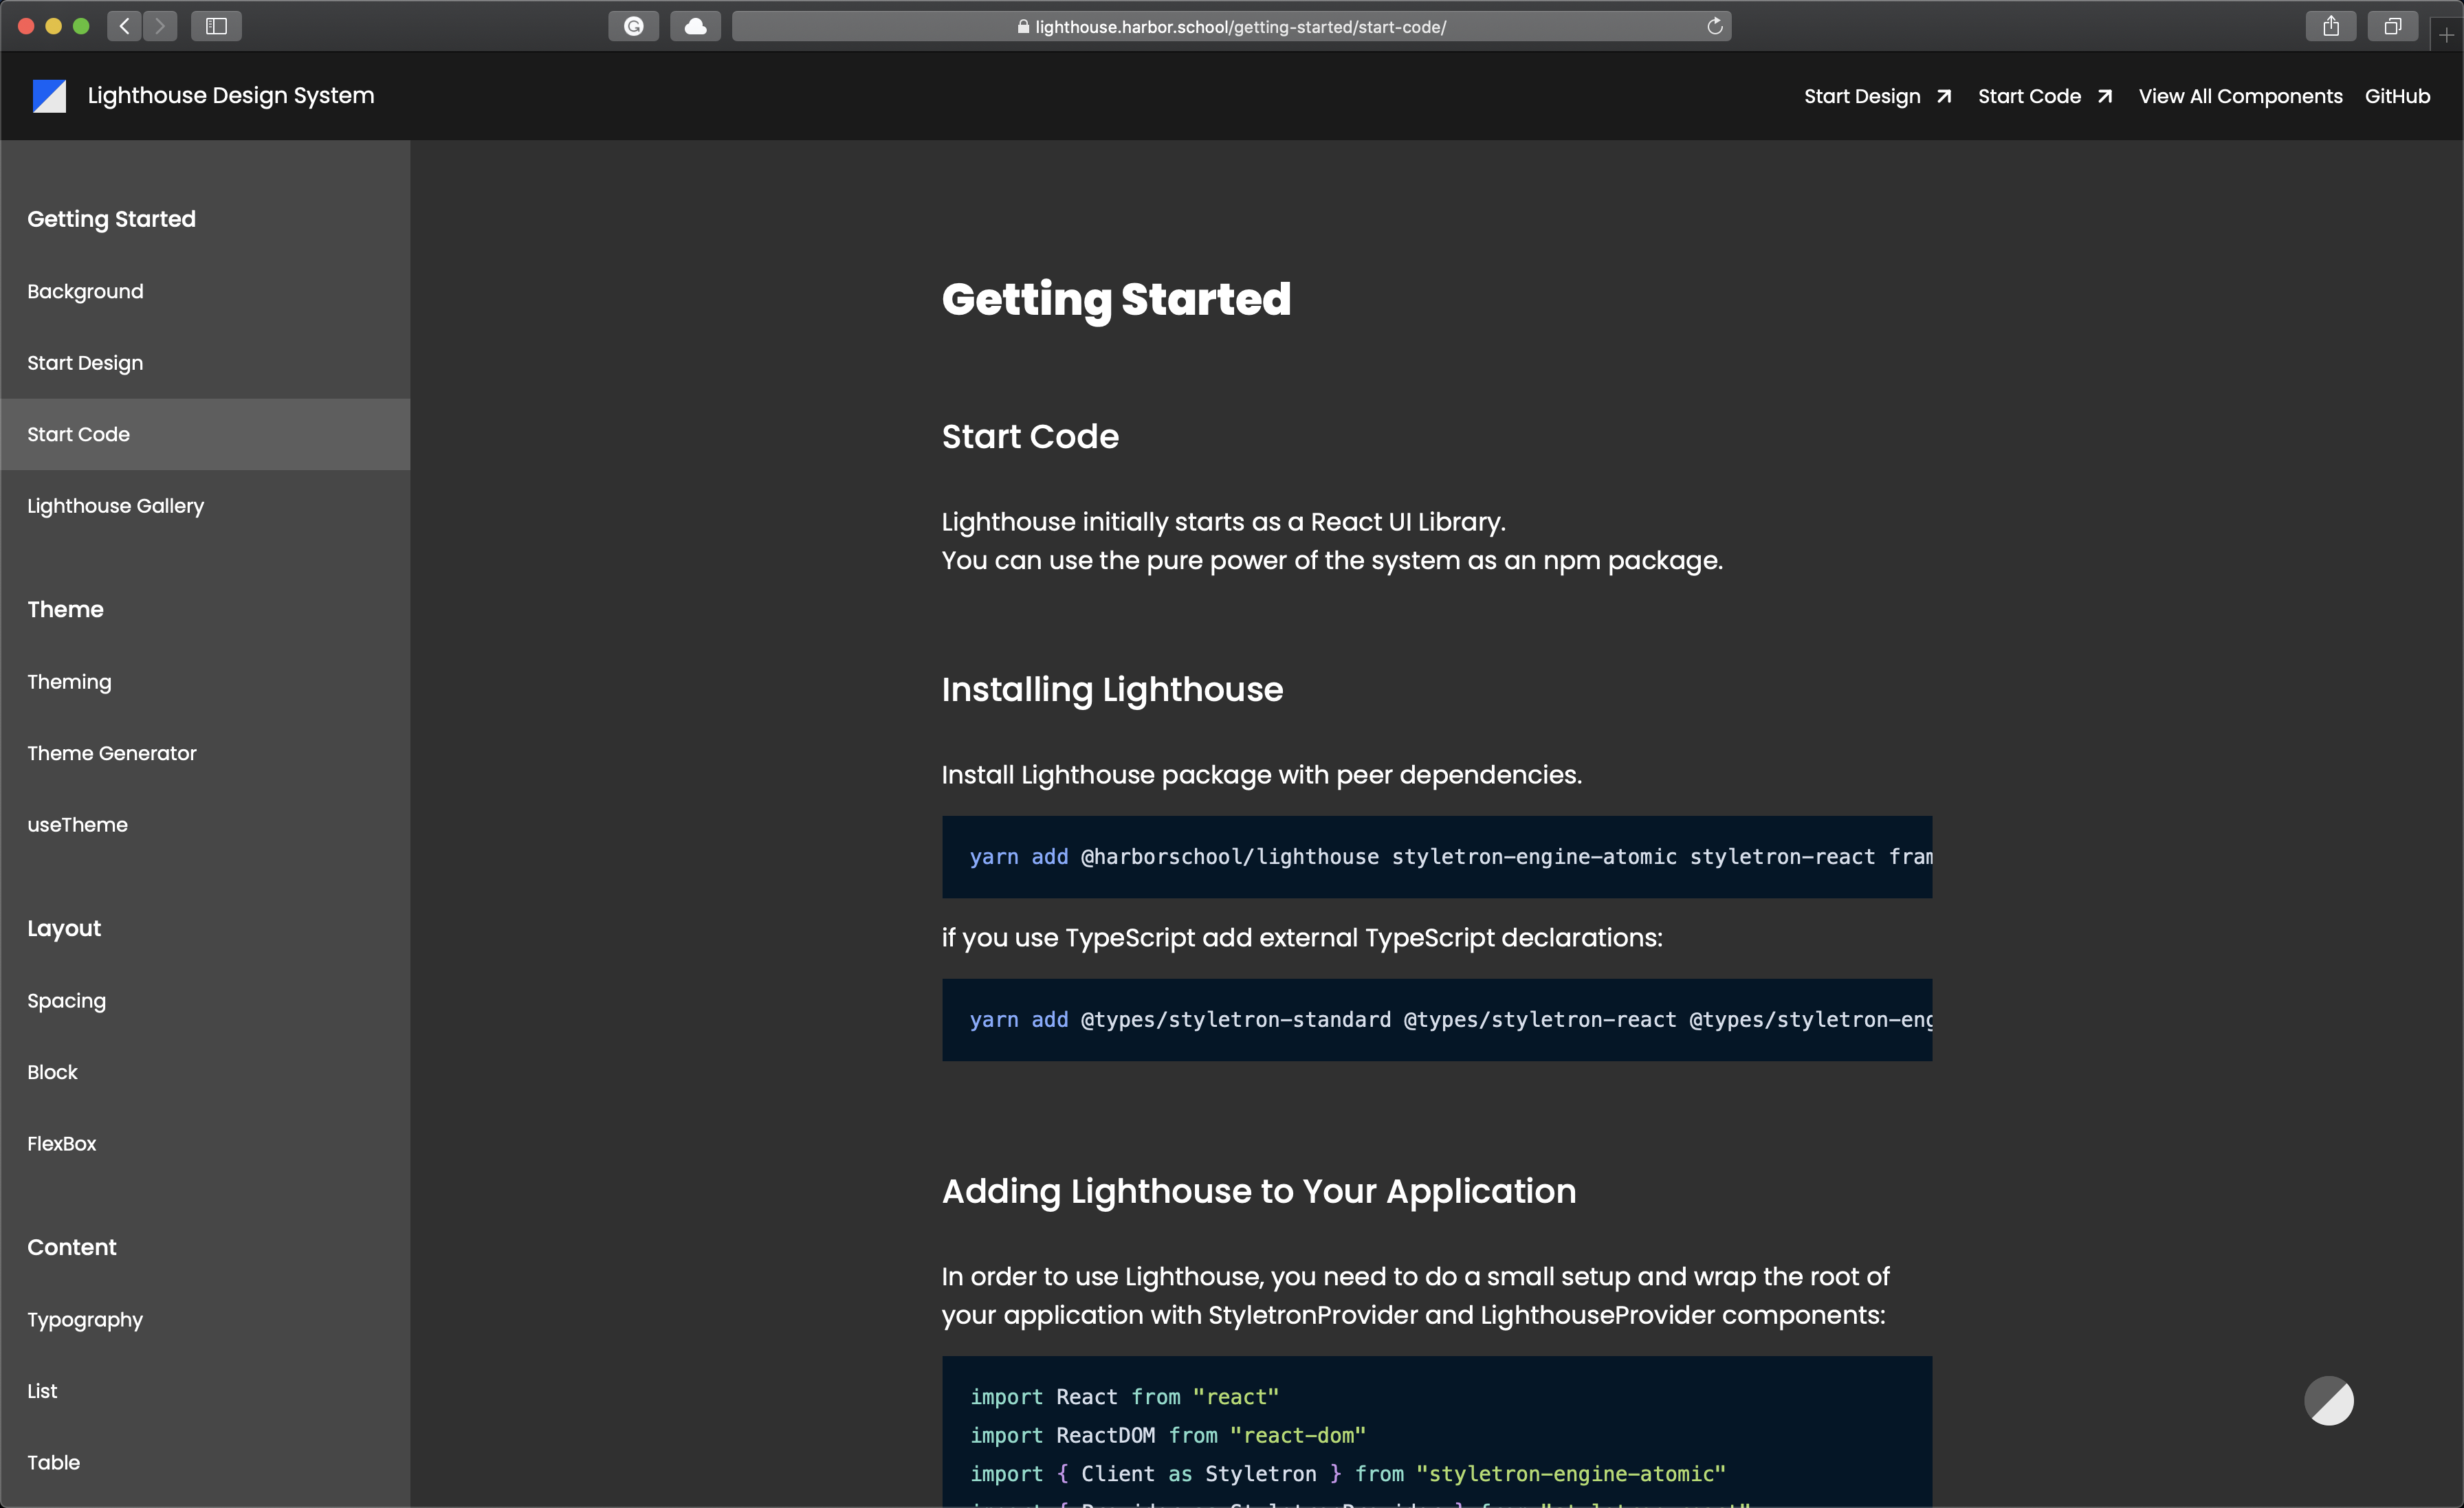 lighthouse.harbor.school/getting-started/start-code/
Lighthouse Design System
Start Design
Start Code
View All Components
GitHub
Getting Started
Background
Start Design
Start Code
Lighthouse Gallery
Theme
Theming
Theme Generator
useTheme
Layout
Spacing
Block
FlexBox
Content
Typography
List
Table
Getting Started
Start Code
Lighthouse initially starts as a React UI Library.
You can use the pure power of the system as an npm package.
Installing Lighthouse
Install Lighthouse package with peer dependencies.
yarn add @harborschool/lighthouse styletron-engine-atomic styletron-react fram
if you use TypeScript add external TypeScript declarations:
yarn add @types/styletron-standard @types/styletron-react @types/styletron-eng
Adding Lighthouse to Your Application
In order to use Lighthouse, you need to do a small setup and wrap the root of
your application with StyletronProvider and LighthouseProvider components:
import React from "react"
import ReactDOM from "react-dom"
import { Client as Styletron } from "styletron-engine-atomic"